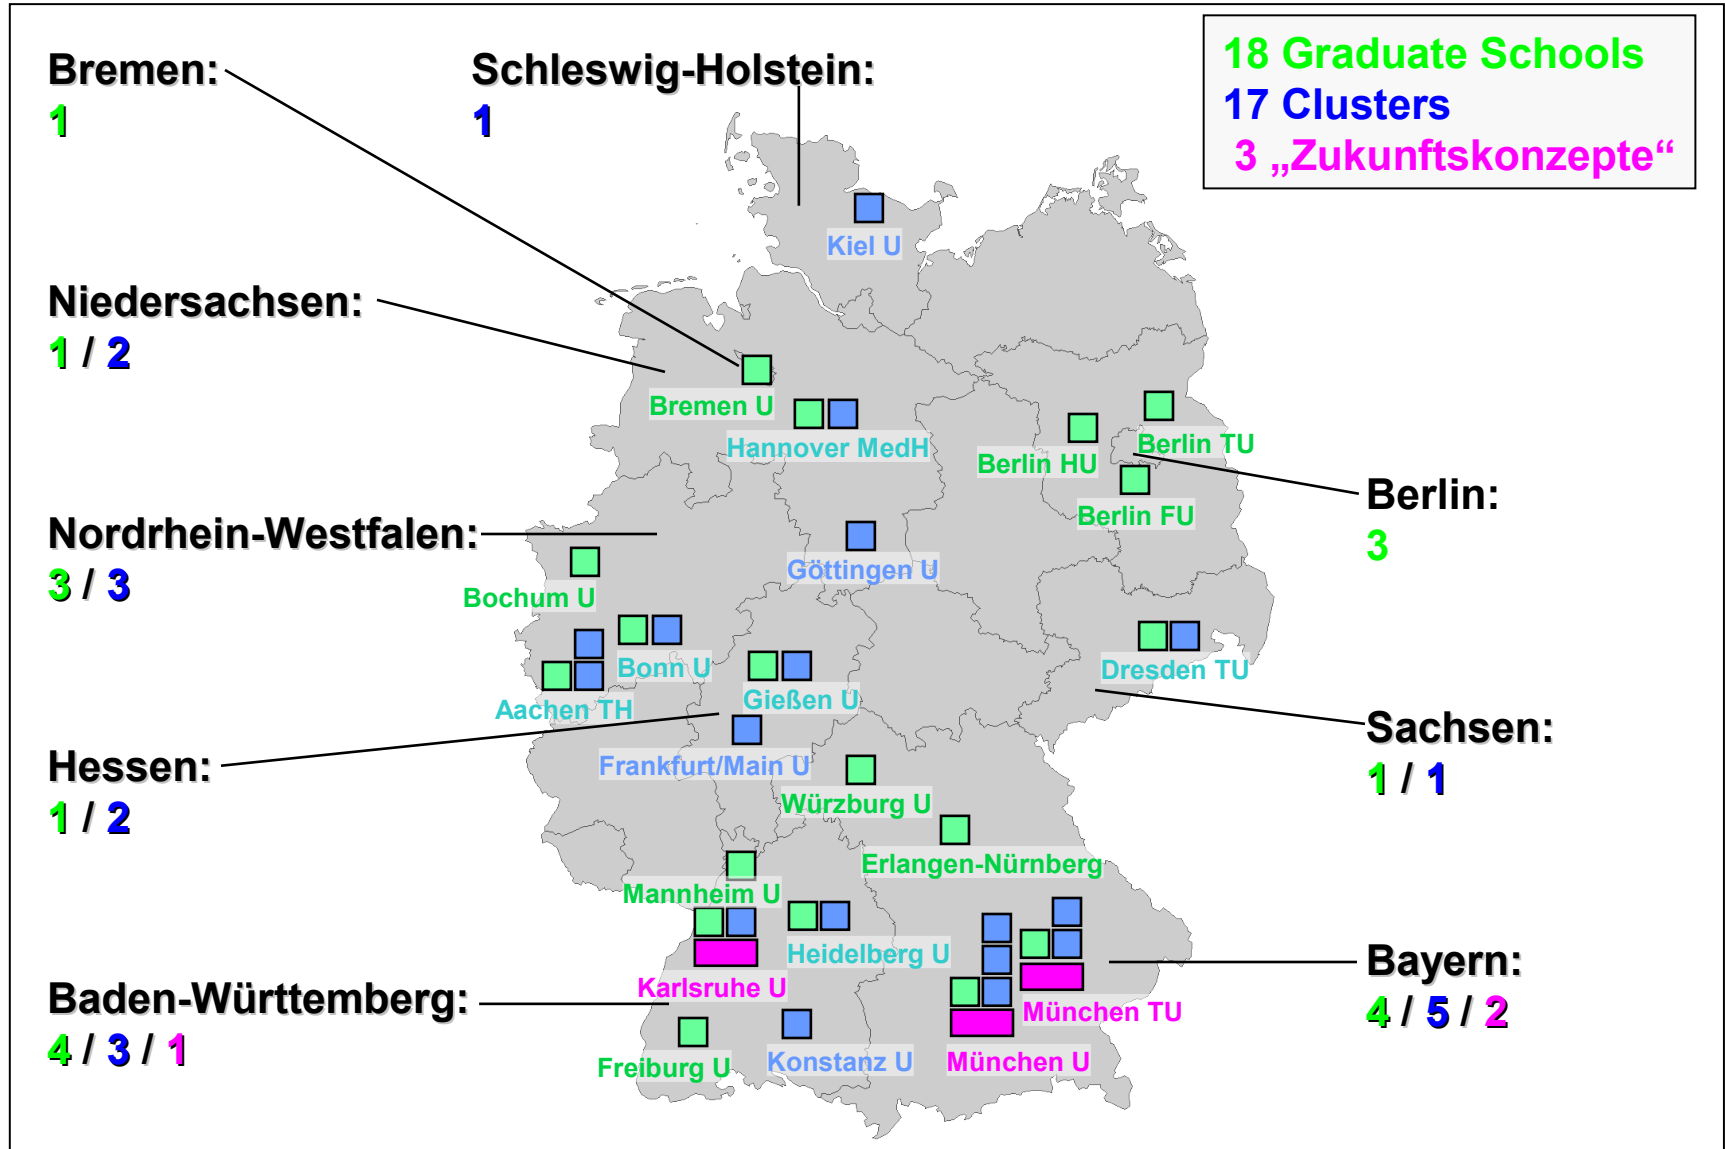 18 Graduate Schools
17 Clusters
3 „Zukunftskonzepte“
Bremen:
1
Schleswig-Holstein:
1
Niedersachsen:
1 / 2
Nordrhein-Westfalen:
3 / 3
Hessen:
1 / 2
Baden-Württemberg:
4 / 3 / 1
Berlin:
3
Sachsen:
1 / 1
Bayern:
4 / 5 / 2
Kiel U
Bremen U
Hannover MedH
Berlin TU
Berlin HU
Berlin FU
Göttingen U
Bochum U
Bonn U
Aachen TH
Gießen U
Dresden TU
Frankfurt/Main U
Würzburg U
Erlangen-Nürnberg
Mannheim U
Heidelberg U
Karlsruhe U
München TU
Freiburg U
Konstanz U
München U